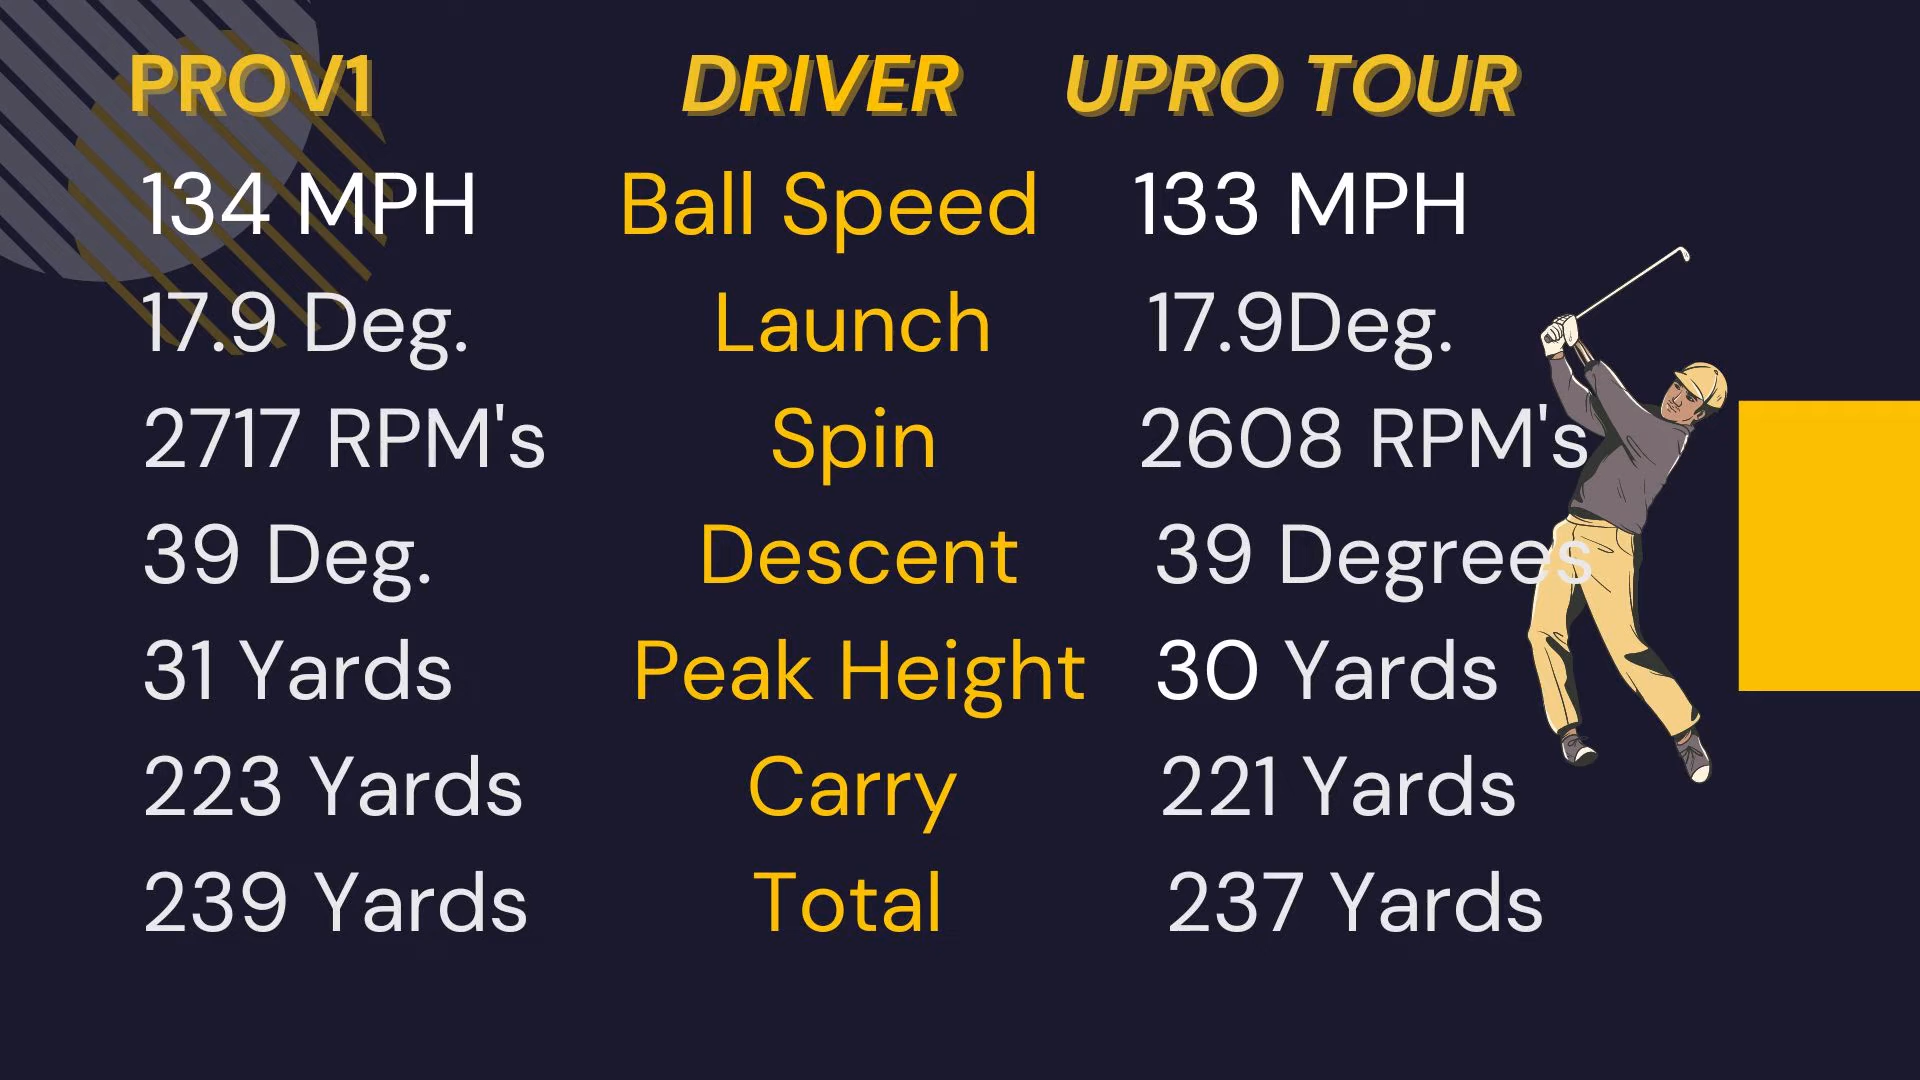 PROV1 DRIVER UPRO TOUR
134 MPH Ball Speed 133 MPH
17.9 Deg. Launch 17.9Deg.
2717 RPM's Spin 2608 RPM's
39 Deg. Descent 39 Degrees
31 Yards Peak Height 30 Yards
223 Yards Carry 221 Yards
239 Yards Total 237 Yards